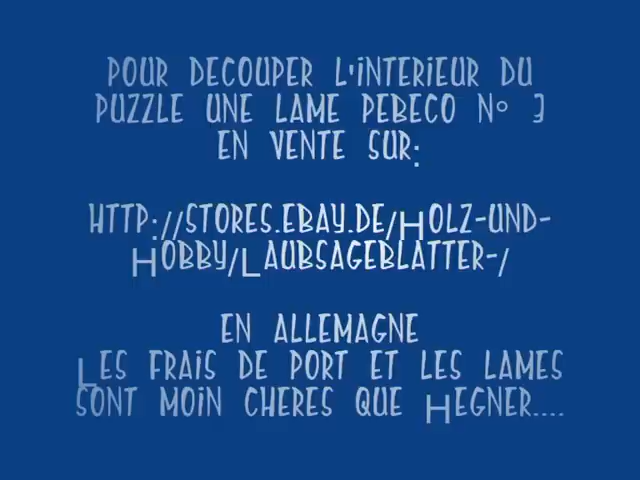 POUR DECOUPER L'INTERIEUR DU
PUZZLE UNE LAME PEBECO N° 3
EN VENTE SUR:
HTTP://STORES.EBAY.DE/HOLZ-UND-
HOBBY/LAUBSAGEBLATTER-/
EN ALLEMAGNE
LES FRAIS DE PORT ET LES LAMES
SONT MOIN CHERES QUE HEGNER....